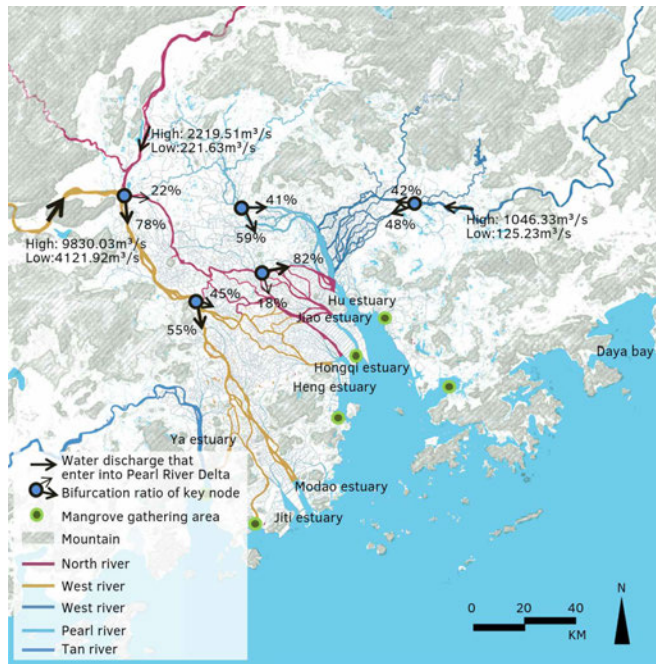 High: 2219.51m³/s
Low:221.63m³/s
22%
78%
High: 9830.03m³/s
Low:4121.92m³/s
41%
59%
42%
48%
High: 1046.33m³/s
Low:125.23m³/s
82%
18%
45%
55%
Hu estuary
Jiao estuary
Hongqi estuary
Heng estuary
Daya bay
Ya estuary
Modao estuary
Jiti estuary
Water discharge that
enter into Pearl River Delta
Bifurcation ratio of key node
Mangrove gathering area
Mountain
North river
West river
West river
Pearl river
Tan river
0 20 40
KM
N